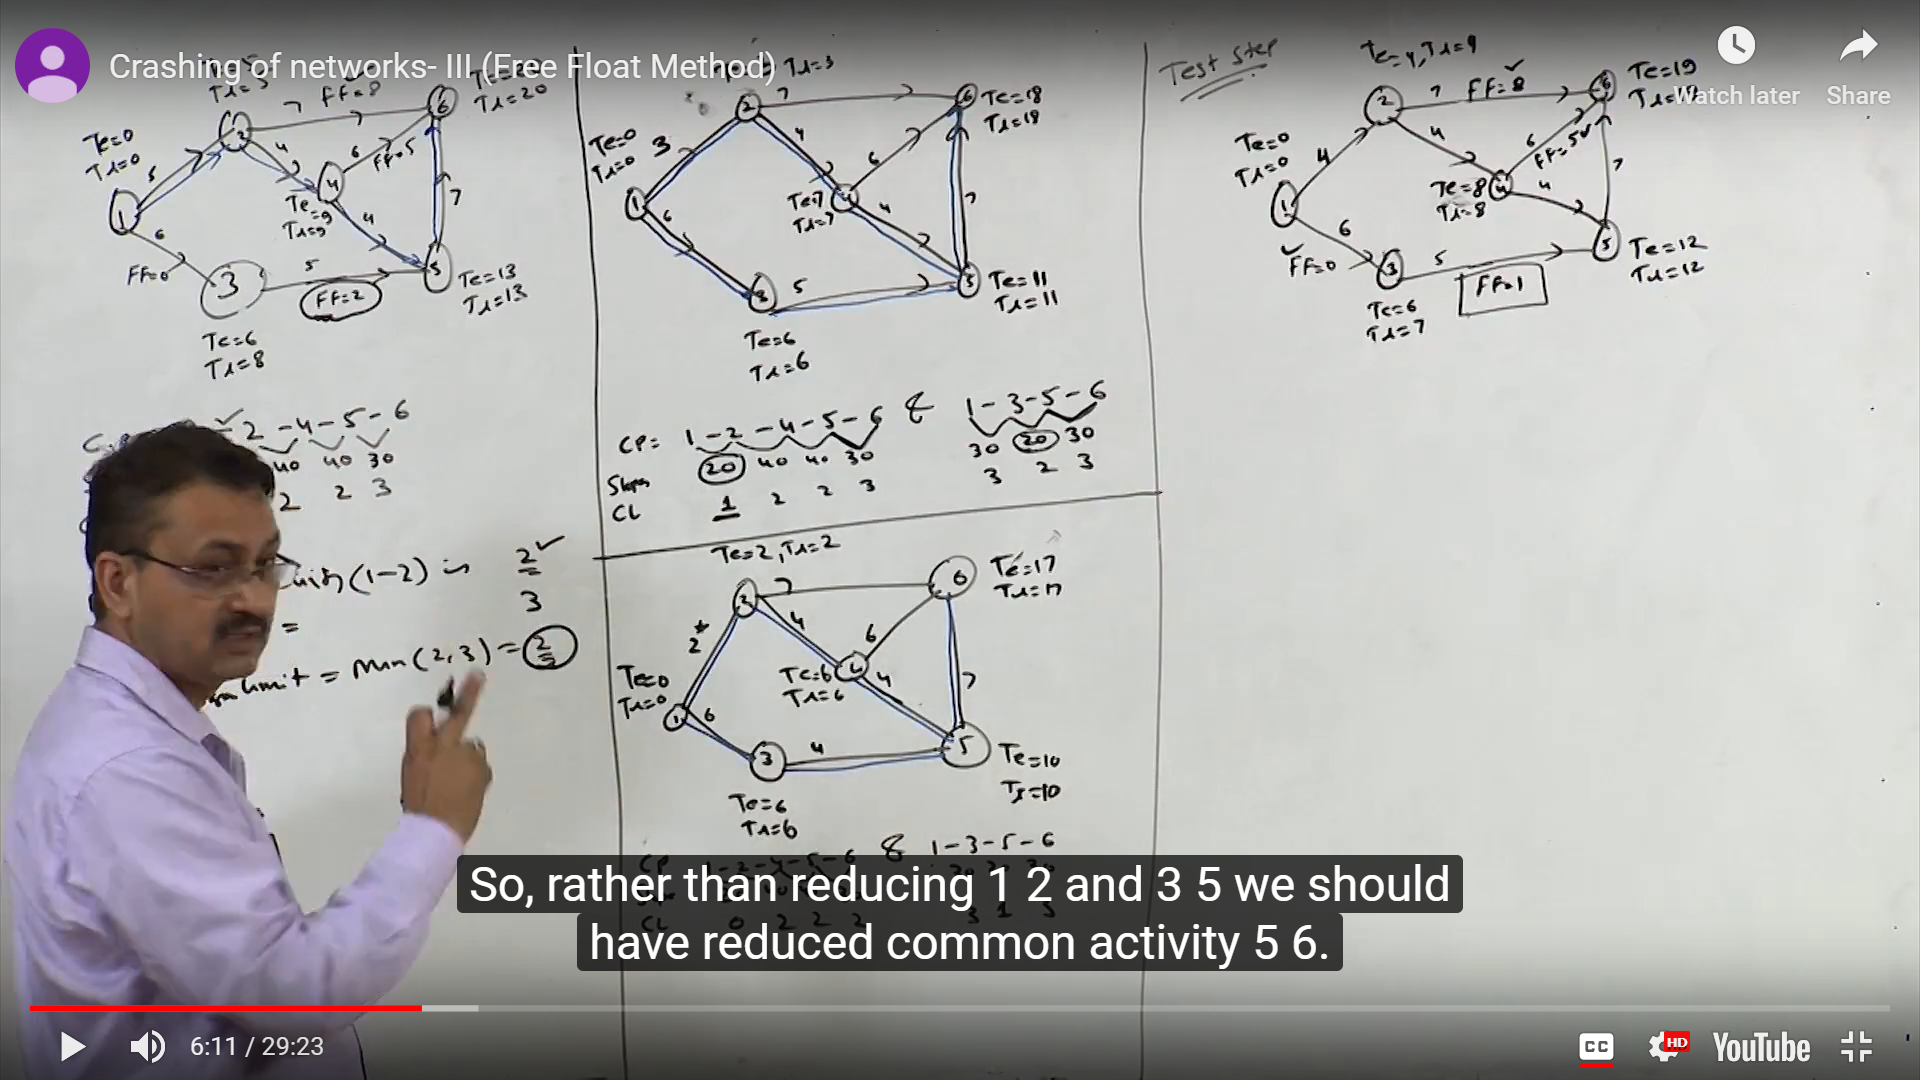 Crashing of networks- III (Free Float Method)
Watch later
Share
TL=3
FF=8
7
6
TL=20
Te=0
TL=0
5
4
6
FF=5
4
Te=9
TL=9
4
7
1
6
FF=0
3
5
FF=2
5
Te=13
TL=13
Te=6
TL=8
2 -4 - 5 - 6
40 40 30
2 2 3
(1-2) is 2
3
=
limit = Min(2,3) = 2
TL=3
2
7
6
Te=18
TL=18
Te=0
TL=0
3
4
6
1
Te=7
TL=7
4
4
7
6
3
5
5
Te=11
TL=11
Te=6
TL=6
CP= 1 - 2 - 4 - 5 - 6 & 1 - 3 - 5 - 6
Slope 20 40 40 30 30 20 30
CL 1 2 2 3 3 2 3
Te=2, TL=2
2
7
6
Te=17
TL=17
2*
4
6
Te=0
TL=0
Te=6
TL=6
4
4
7
1
6
3
4
5
Te=10
TL=10
Te=6
TL=6
CP 1-2-4-5-6 & 1-3-5-6
CL 0 2 2 3 3 1 3
Test Step
Te=4, TL=9
2
7
FF=8
6
Te=19
TL=19
Te=0
TL=0
4
4
6
FF=5
1
Te=8
TL=8
4
4
7
6
FF=0
3
5
FF=1
5
Te=12
TL=12
Te=6
TL=7
So, rather than reducing 1 2 and 3 5 we should
have reduced common activity 5 6.
6:11 / 29:23
CC
HD
YouTube